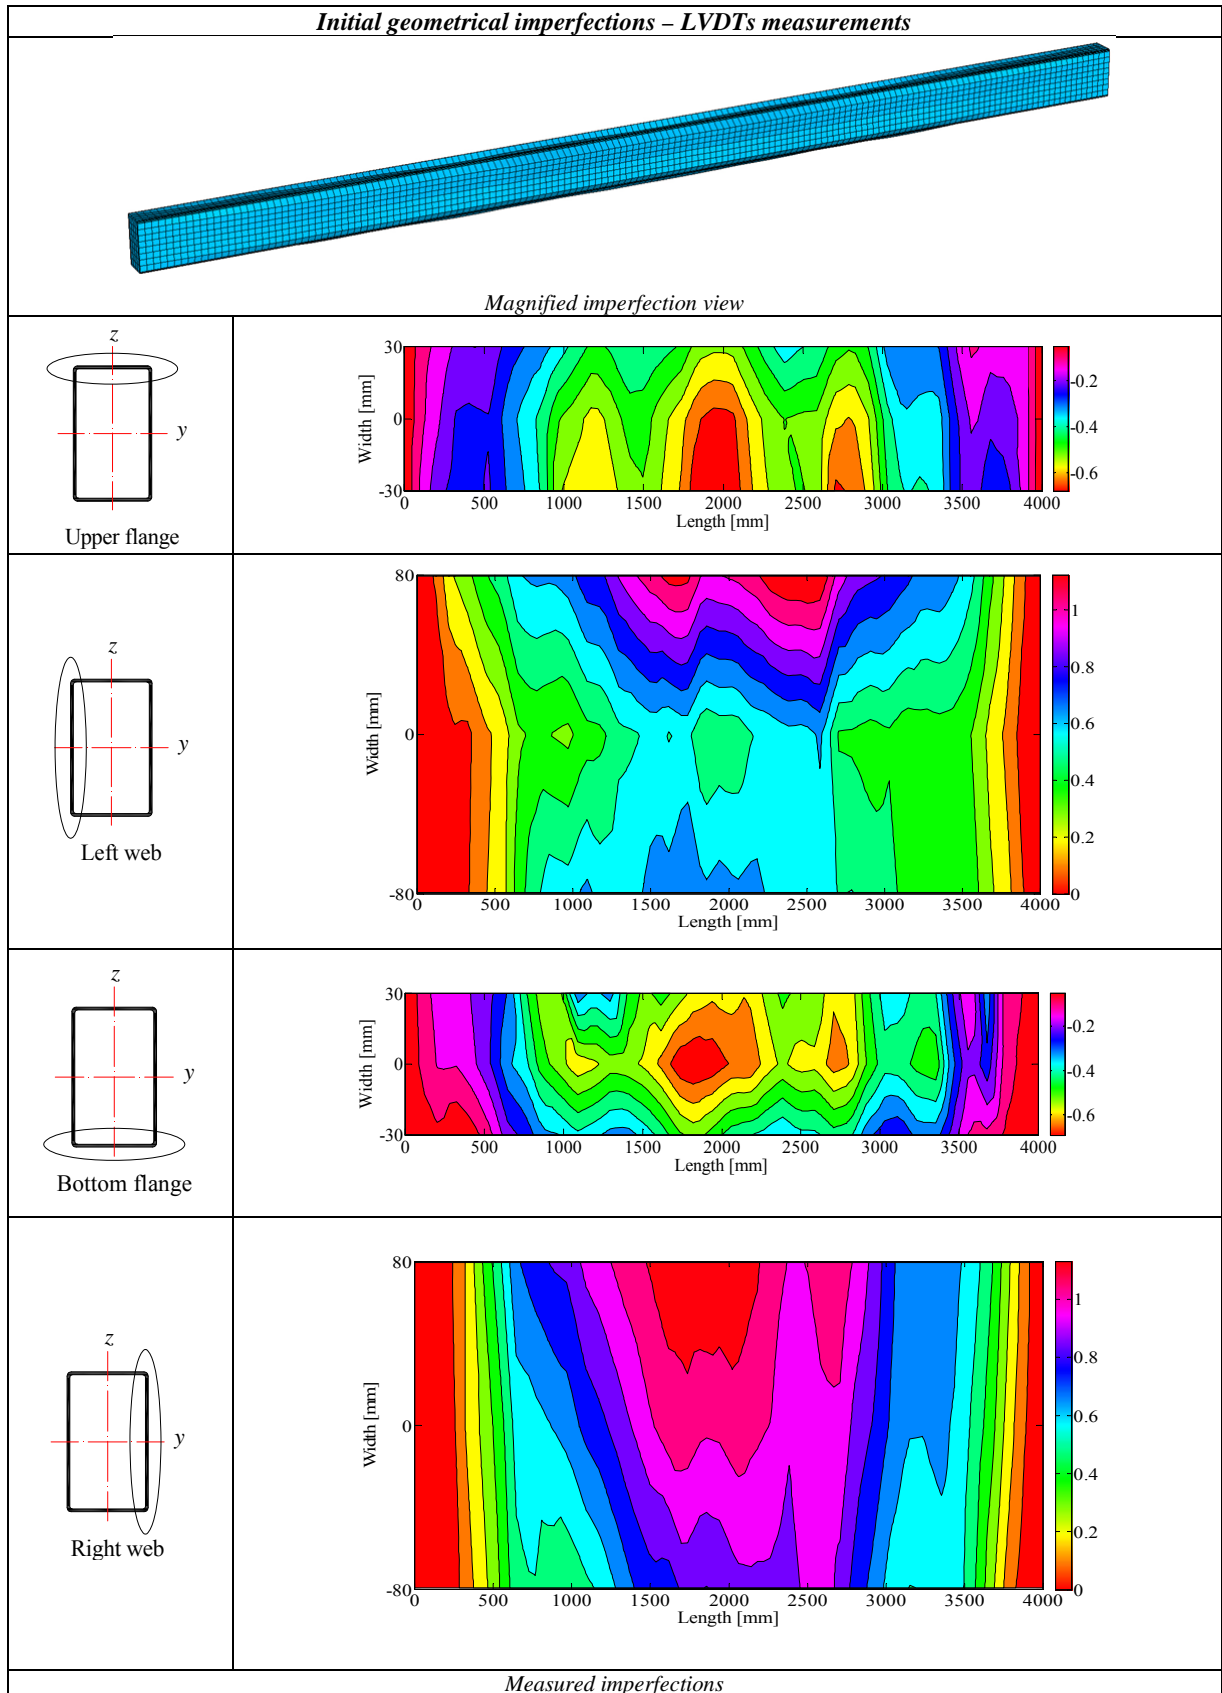 Initial geometrical imperfections – LVDTs measurements
Magnified imperfection view
z
y
Upper flange
30
0
-30
Width [mm]
0 500 1000 1500 2000 2500 3000 3500 4000
Length [mm]
-0.2
-0.4
-0.6
z
y
Left web
80
0
-80
Width [mm]
0 500 1000 1500 2000 2500 3000 3500 4000
Length [mm]
1
0.8
0.6
0.4
0.2
0
z
y
Bottom flange
30
0
-30
Width [mm]
0 500 1000 1500 2000 2500 3000 3500 4000
Length [mm]
-0.2
-0.4
-0.6
z
y
Right web
80
0
-80
Width [mm]
0 500 1000 1500 2000 2500 3000 3500 4000
Length [mm]
1
0.8
0.6
0.4
0.2
0
Measured imperfections